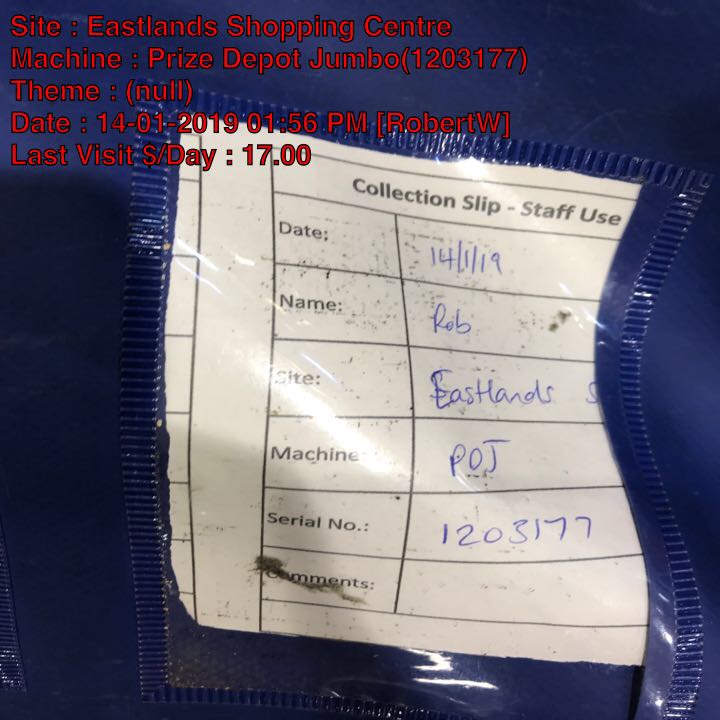 Site : Eastlands Shopping Centre
Machine : Prize Depot Jumbo(1203177)
Theme : (null)
Date : 14-01-2019 01:56 PM [RobertW]
Last Visit $/Day : 17.00
Collection Slip - Staff Use
Date: 14/1/19
Name: Rob
Site: Eastlands S
Machine PDJ
Serial No.: 1203177
Comments: